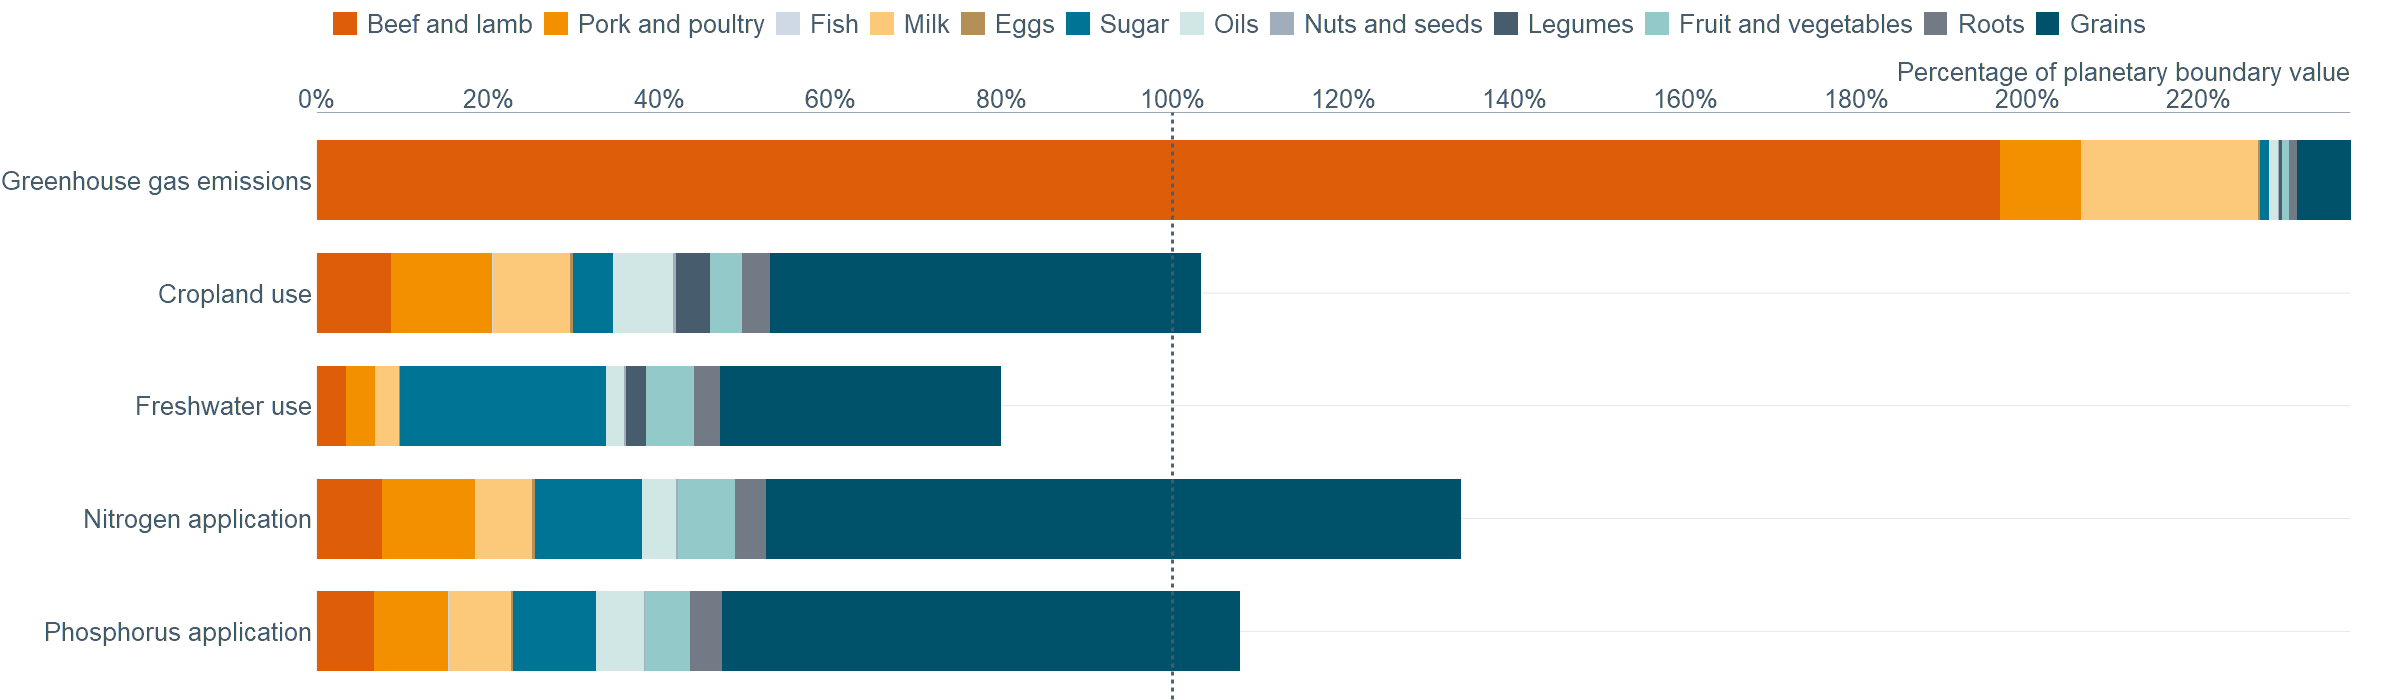 Beef and lamb Pork and poultry Fish Milk Eggs Sugar Oils Nuts and seeds Legumes Fruit and vegetables Roots Grains
Percentage of planetary boundary value
0% 20% 40% 60% 80% 100% 120% 140% 160% 180% 200% 220%
Greenhouse gas emissions
Cropland use
Freshwater use
Nitrogen application
Phosphorus application